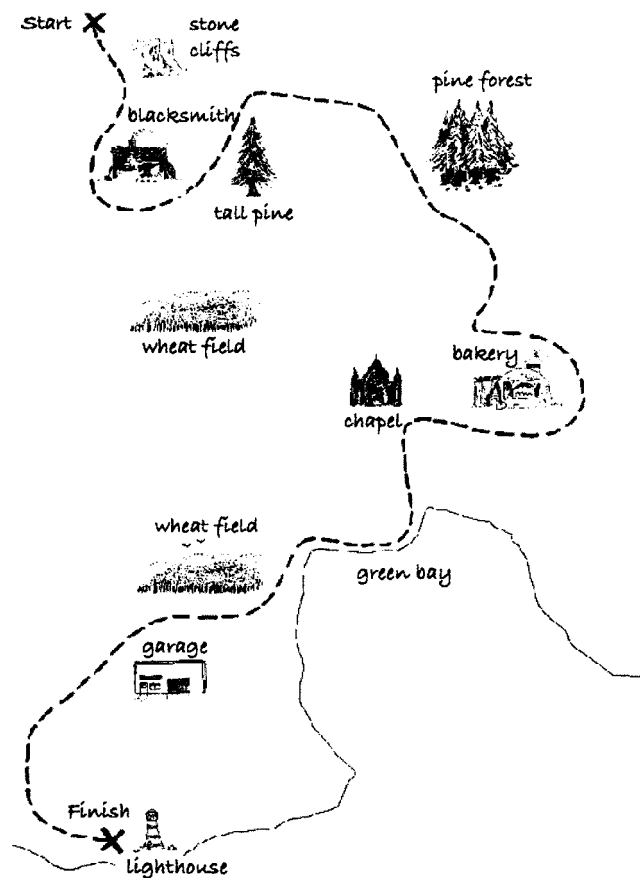 Start
stone
cliffs
pine forest
blacksmith
tall pine
wheat field
bakery
chapel
wheat field
green bay
garage
Finish
lighthouse